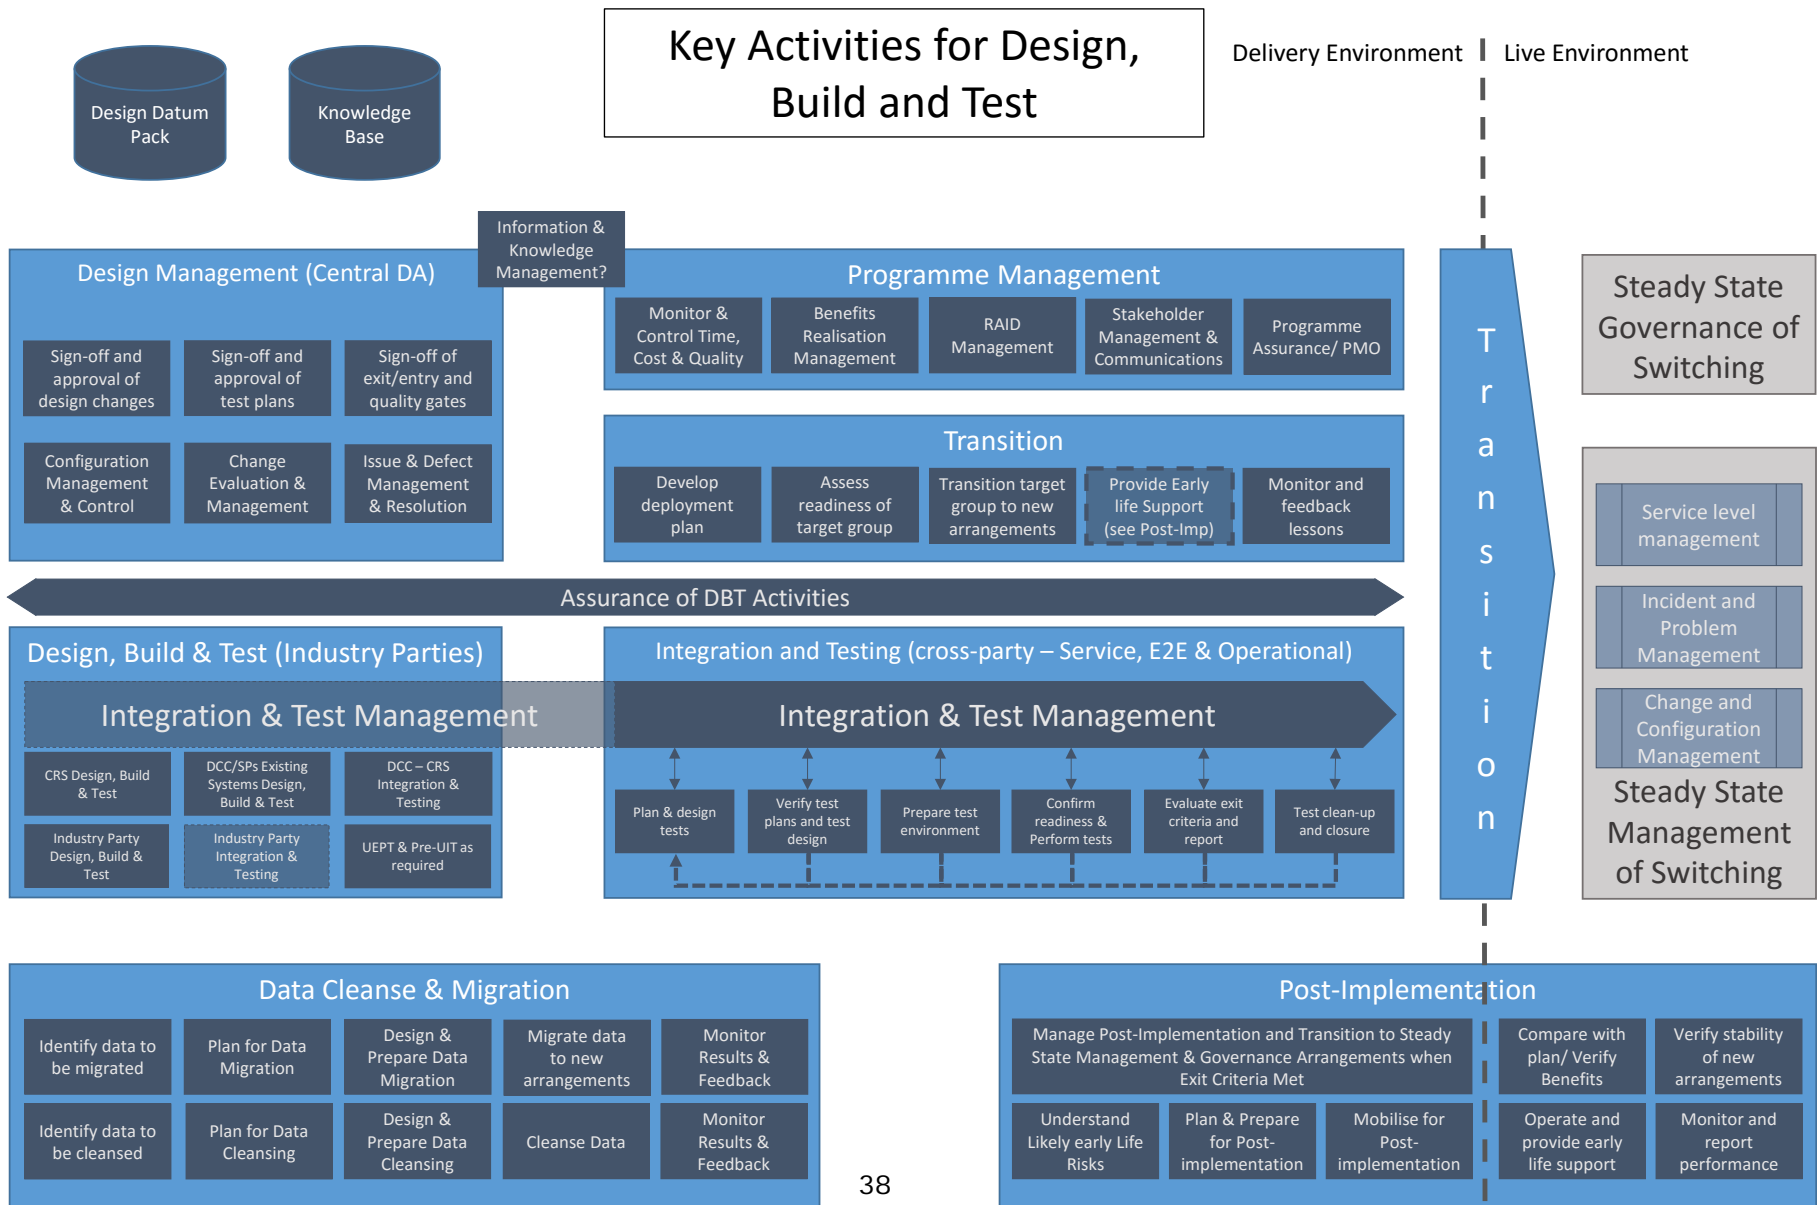 Key Activities for Design,
Build and Test
Delivery Environment
Live Environment
Design Datum
Pack
Knowledge
Base
Information &
Knowledge
Management?
Design Management (Central DA)
Sign-off and
approval of
design changes
Sign-off and
approval of
test plans
Sign-off of
exit/entry and
quality gates
Configuration
Management
& Control
Change
Evaluation &
Management
Issue & Defect
Management
& Resolution
Programme Management
Monitor &
Control Time,
Cost & Quality
Benefits
Realisation
Management
RAID
Management
Stakeholder
Management &
Communications
Programme
Assurance/ PMO
Transition
Develop
deployment
plan
Assess
readiness of
target group
Transition target
group to new
arrangements
Provide Early
life Support
(see Post-Imp)
Monitor and
feedback
lessons
Assurance of DBT Activities
Design, Build & Test (Industry Parties)
Integration & Test Management
CRS Design, Build
& Test
DCC/SPs Existing
Systems Design,
Build & Test
DCC – CRS
Integration &
Testing
Industry Party
Design, Build &
Test
Industry Party
Integration &
Testing
UEPT & Pre-UIT as
required
Integration and Testing (cross-party – Service, E2E & Operational)
Integration & Test Management
Plan & design
tests
Verify test
plans and test
design
Prepare test
environment
Confirm
readiness &
Perform tests
Evaluate exit
criteria and
report
Test clean-up
and closure
T
r
a
n
s
i
t
i
o
n
Steady State
Governance of
Switching
Service level
management
Incident and
Problem
Management
Change and
Configuration
Management
Steady State
Management
of Switching
Data Cleanse & Migration
Identify data to
be migrated
Plan for Data
Migration
Design &
Prepare Data
Migration
Migrate data
to new
arrangements
Monitor
Results &
Feedback
Identify data to
be cleansed
Plan for Data
Cleansing
Design &
Prepare Data
Cleansing
Cleanse Data
Monitor
Results &
Feedback
Post-Implementation
Manage Post-Implementation and Transition to Steady
State Management & Governance Arrangements when
Exit Criteria Met
Compare with
plan/ Verify
Benefits
Verify stability
of new
arrangements
Understand
Likely early Life
Risks
Plan & Prepare
for Post-
implementation
Mobilise for
Post-
implementation
Operate and
provide early
life support
Monitor and
report
performance
38